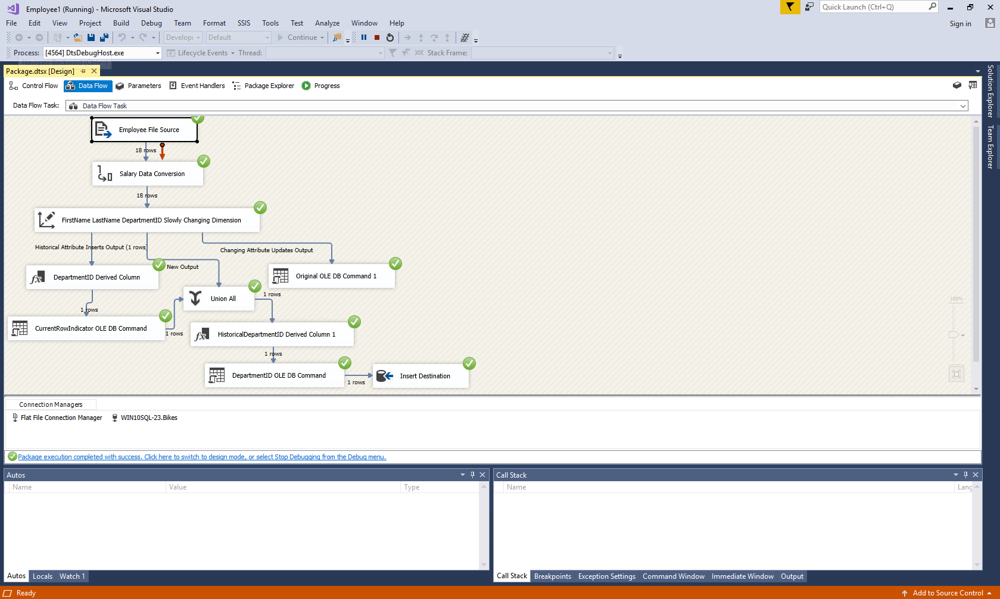 Employee1 (Running) - Microsoft Visual Studio
Quick Launch (Ctrl+Q)
File Edit View Project Build Debug Team Format SSIS Tools Test Analyze Window Help
Sign in
Default
Continue
Process: [4564] DtsDebugHost.exe
Lifecycle Events
Thread:
Stack Frame:
Package.dtsx [Design]
Control Flow Data Flow Parameters Event Handlers Package Explorer Progress
Data Flow Task: Data Flow Task
Solution Explorer
Team Explorer
Employee File Source
18 rows
Salary Data Conversion
18 rows
FirstName LastName DepartmentID Slowly Changing Dimension
Historical Attribute Inserts Output (1 rows)
Changing Attribute Updates Output
New Output
DepartmentID Derived Column
Original OLE DB Command 1
Union All
1 rows
1 rows
CurrentRowIndicator OLE DB Command
1 rows
HistoricalDepartmentID Derived Column 1
1 rows
DepartmentID OLE DB Command
1 rows
Insert Destination
100%
Connection Managers
Flat File Connection Manager WIN10SQL-23.Bikes
Package execution completed with success. Click here to switch to design mode, or select Stop Debugging from the Debug menu.
Autos
Name Value Type
Call Stack
Name Lang
Autos Locals Watch 1
Call Stack Breakpoints Exception Settings Command Window Immediate Window Output
Ready
Add to Source Control